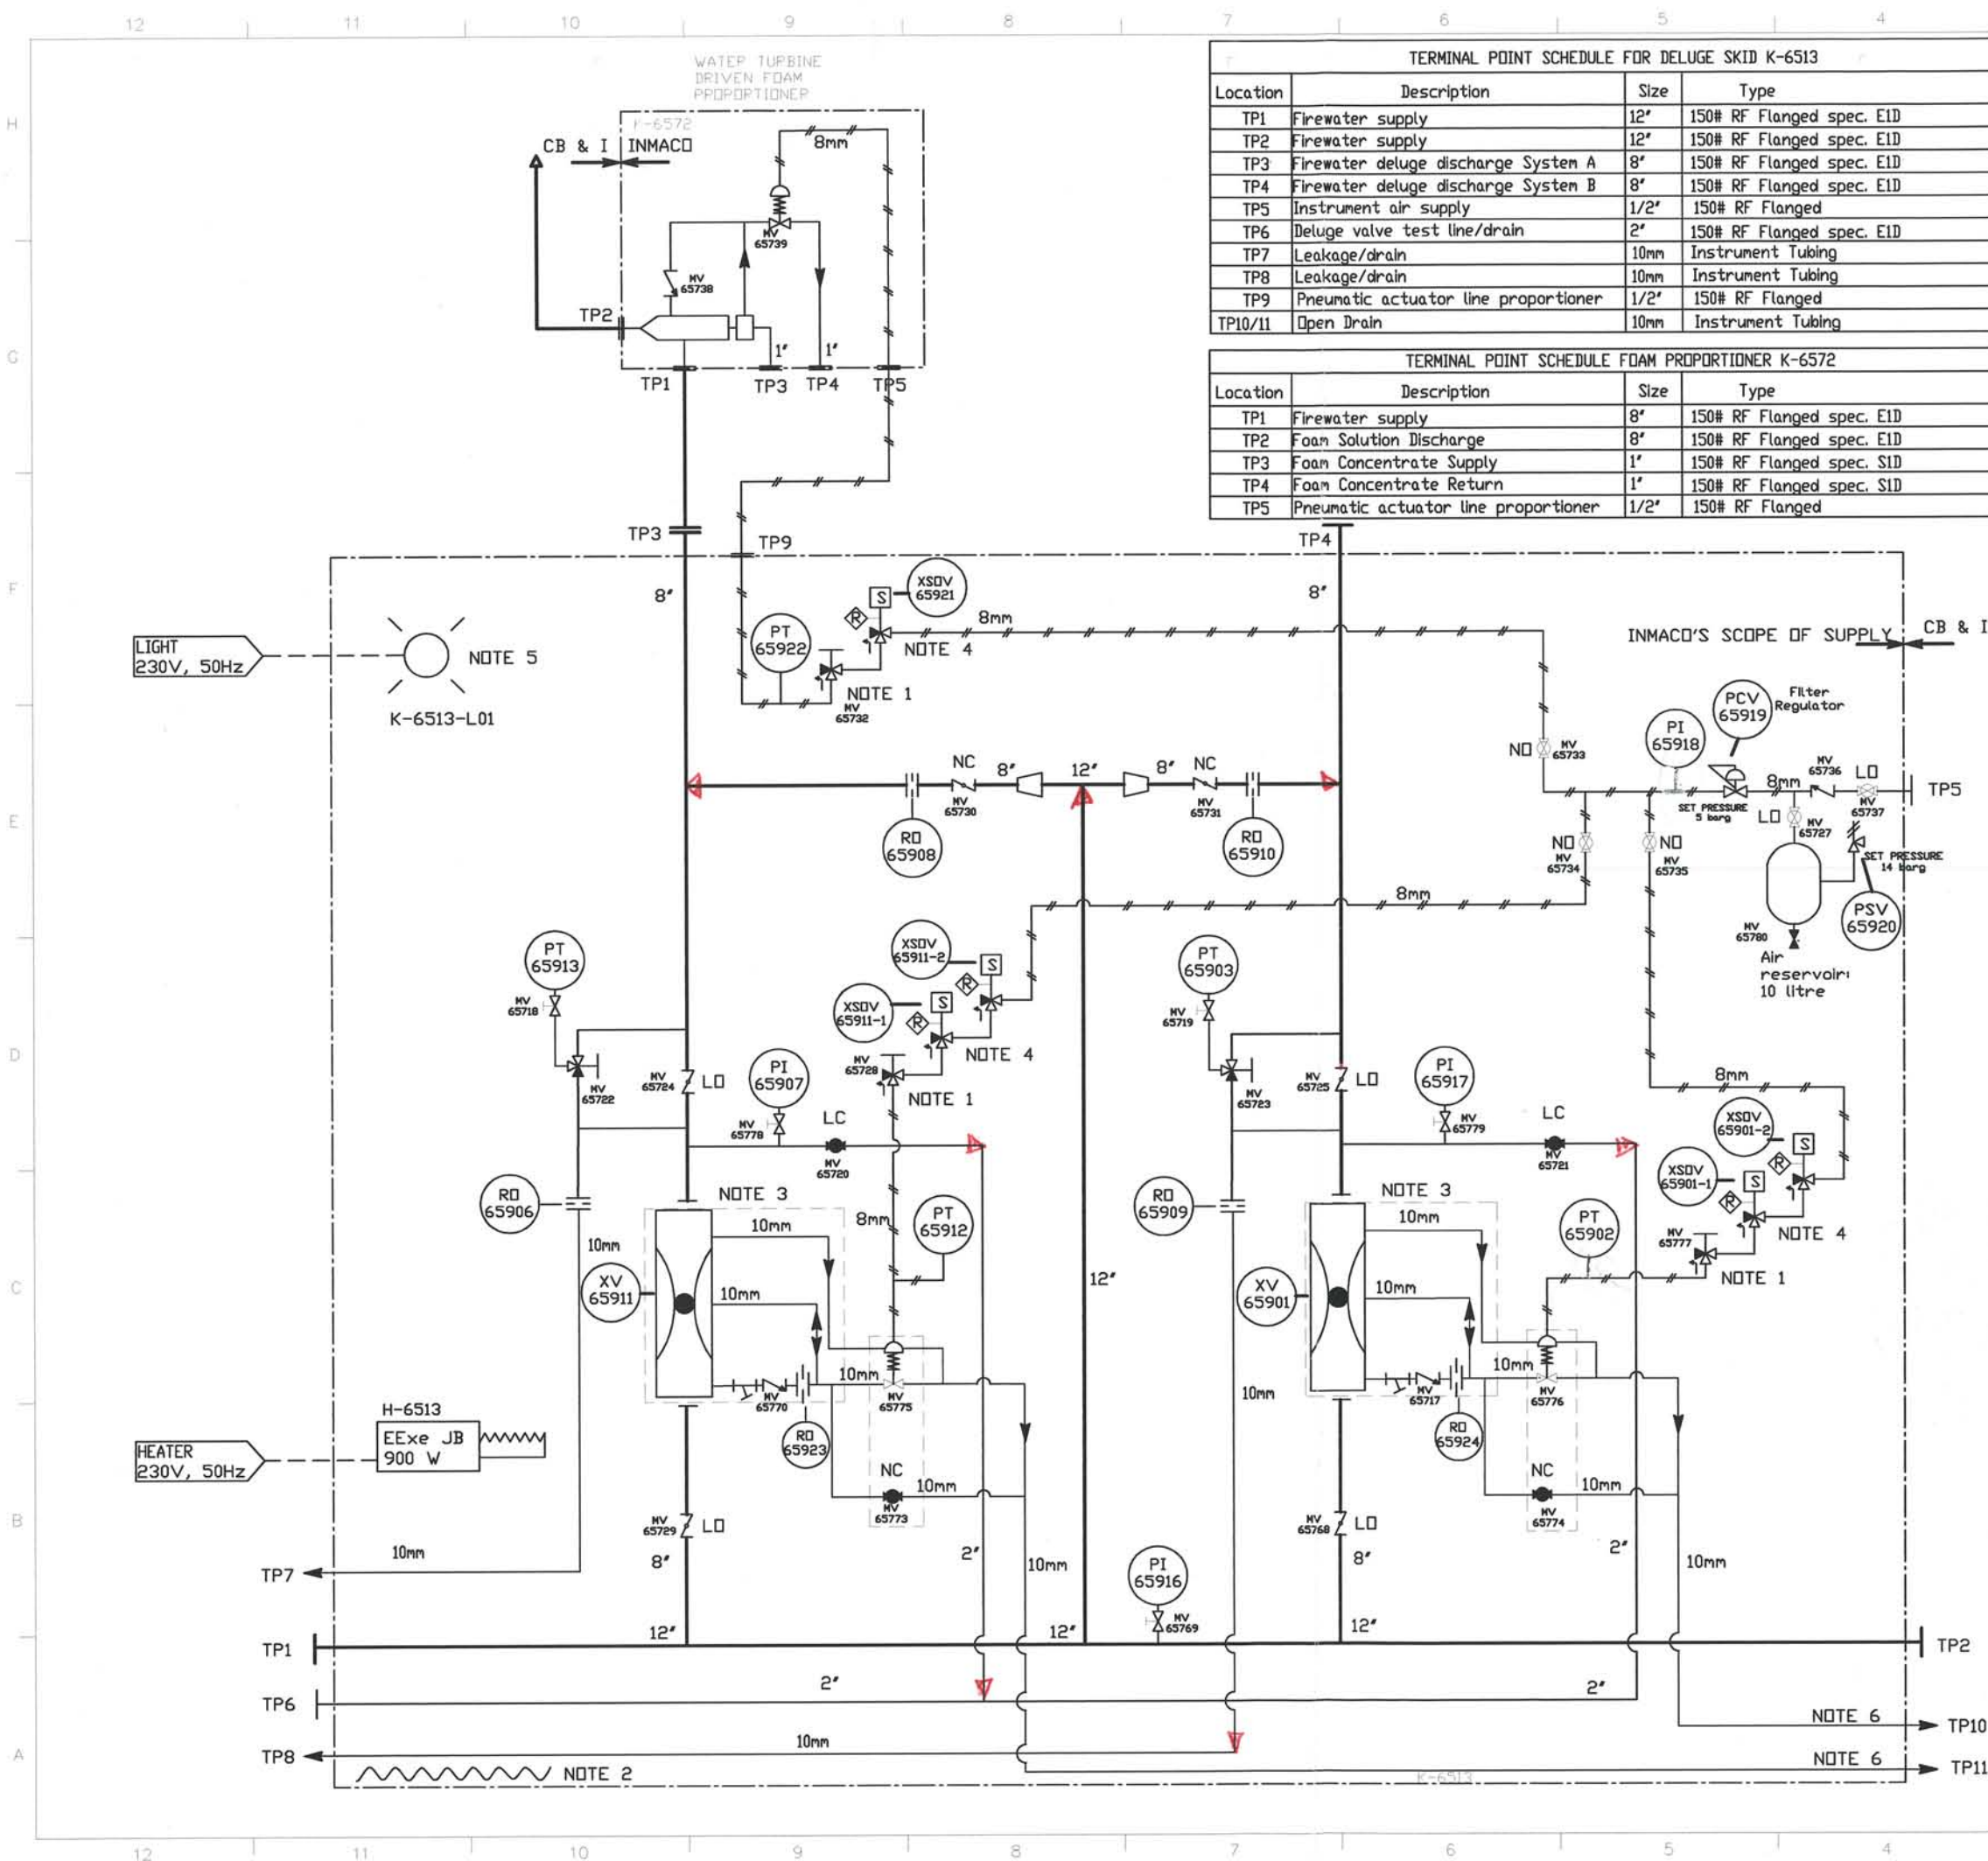 12 11 10 9 8 7 6 5 4
H
G
F
E
D
C
B
A
WATER TURBINE
DRIVEN FOAM
PROPORTIONER
K-6572
CB & I INMACO
8mm
MV
65739
MV
65738
TP2
1" 1"
TP1 TP3 TP4 TP5
TERMINAL POINT SCHEDULE FOR DELUGE SKID K-6513
Location Description Size Type
TP1 Firewater supply 12" 150# RF Flanged spec. E1D
TP2 Firewater supply 12" 150# RF Flanged spec. E1D
TP3 Firewater deluge discharge System A 8" 150# RF Flanged spec. E1D
TP4 Firewater deluge discharge System B 8" 150# RF Flanged spec. E1D
TP5 Instrument air supply 1/2" 150# RF Flanged
TP6 Deluge valve test line/drain 2" 150# RF Flanged spec. E1D
TP7 Leakage/drain 10mm Instrument Tubing
TP8 Leakage/drain 10mm Instrument Tubing
TP9 Pneumatic actuator line proportioner 1/2" 150# RF Flanged
TP10/11 Open Drain 10mm Instrument Tubing
TERMINAL POINT SCHEDULE FOAM PROPORTIONER K-6572
Location Description Size Type
TP1 Firewater supply 8" 150# RF Flanged spec. E1D
TP2 Foam Solution Discharge 8" 150# RF Flanged spec. E1D
TP3 Foam Concentrate Supply 1" 150# RF Flanged spec. S1D
TP4 Foam Concentrate Return 1" 150# RF Flanged spec. S1D
TP5 Pneumatic actuator line proportioner 1/2" 150# RF Flanged
TP3 TP9 TP4
8" 8"
LIGHT
230V, 50Hz
NOTE 5
K-6513-L01
XSOV
65921
S
R
8mm
NOTE 4
PT
65922
NOTE 1
MV
65732
INMACO'S SCOPE OF SUPPLY
CB & I
PCV
65919
Filter
Regulator
PI
65918
NO MV
65733
8mm
MV
65736
LO
MV
65737
TP5
SET PRESSURE
5 barg
LO MV
65727
SET PRESSURE
14 barg
PSV
65920
MV
65780
Air
reservoir:
10 litre
NO
MV
65734
NO
MV
65735
NC 8" 12" 8" NC
MV
65730
MV
65731
RO
65908
RO
65910
8mm
PT
65913
MV
65718
MV
65722
MV
65724 LO
PI
65907
MV
65778
LC
MV
65720
XSOV
65911-2
S
R
XSOV
65911-1
S
R
NOTE 4
MV
65728
NOTE 1
PT
65903
MV
65719
MV
65723
MV
65725 LO
PI
65917
MV
65779
LC
MV
65721
8mm
XSOV
65901-2
S
R
XSOV
65901-1
S
R
NOTE 4
MV
65777
NOTE 1
RO
65906
NOTE 3
10mm
8mm
PT
65912
10mm
XV
65911
10mm
10mm
MV
65770
MV
65775
RO
65923
NC
10mm
MV
65773
12"
RO
65909
NOTE 3
10mm
PT
65902
XV
65901
10mm
10mm
10mm
MV
65717
MV
65776
RO
65924
NC
10mm
MV
65774
H-6513
EExe JB
900 W
HEATER
230V, 50Hz
MV
65729 LO
8"
2"
10mm
PI
65916
MV
65769
MV
65768 LO
8"
2"
10mm
TP7
10mm
TP1
12" 12" 12"
TP2
TP6
2" 2"
NOTE 6 TP10
TP8
10mm
NOTE 6 TP11
NOTE 2
K-6513
12 11 10 9 8 7 6 5 4